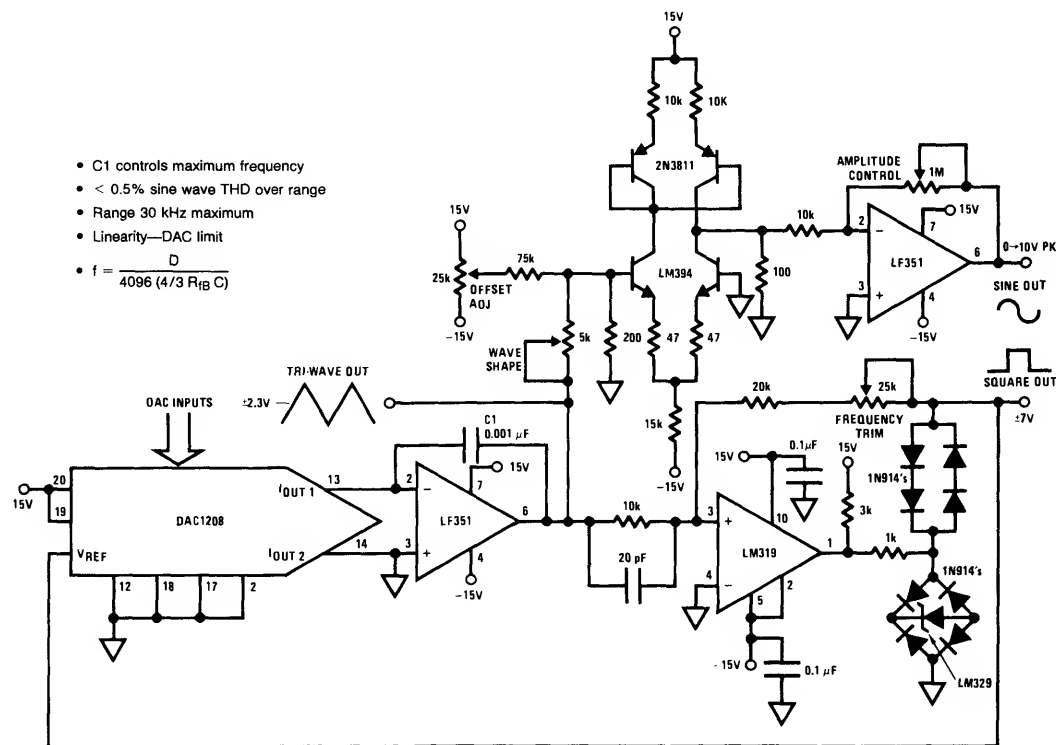 15V
10k
10K
2N3811
• C1 controls maximum frequency
• < 0.5% sine wave THD over range
• Range 30 kHz maximum
• Linearity—DAC limit
• f = D
4096 (4/3 RfB C)
AMPLITUDE
CONTROL
1M
15V
10k
2
−
7
LF351
6
0→10V PK
3
+
4
SINE OUT
−15V
100
15V
25k
75k
OFFSET
AOJ
−15V
LM394
5k
WAVE
SHAPE
200
47
47
15k
−15V
TRI-WAVE OUT
±2.3V
20k
25k
FREQUENCY
TRIM
SQUARE OUT
±7V
OAC INPUTS
C1
0.001 μF
15V
20
19
15V
VREF
DAC1208
IOUT 1
13
IOUT 2
14
12
18
17
2
2
−
7
LF351
6
3
+
4
−15V
10k
20 pF
15V
0.1μF
10
3
+
LM319
1
4
−
5
2
- 15V
0.1 μF
15V
3k
1k
1N914's
1N914's
LM329